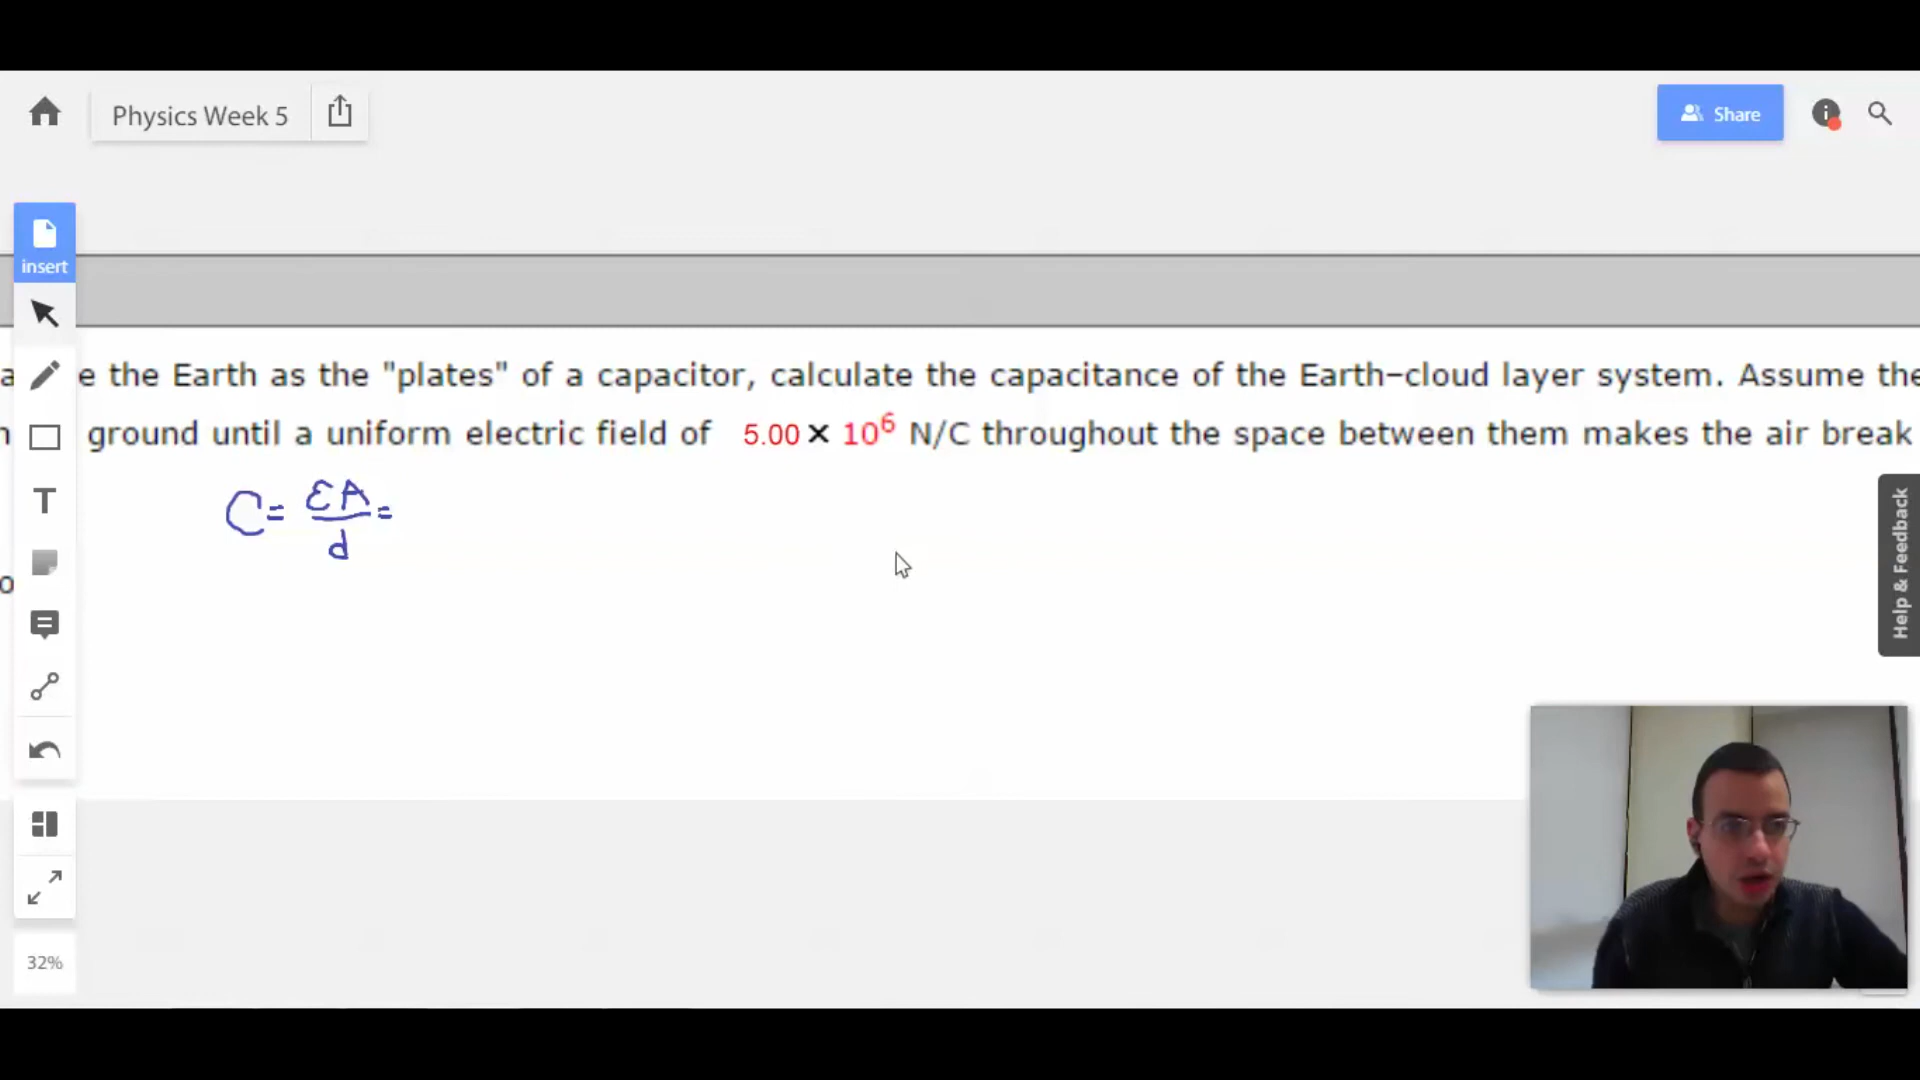 Physics Week 5
Share
insert
e the Earth as the "plates" of a capacitor, calculate the capacitance of the Earth-cloud layer system. Assume the
ground until a uniform electric field of 5.00 × 10⁶ N/C throughout the space between them makes the air break
C = εA/d =
T
Help & Feedback
32%